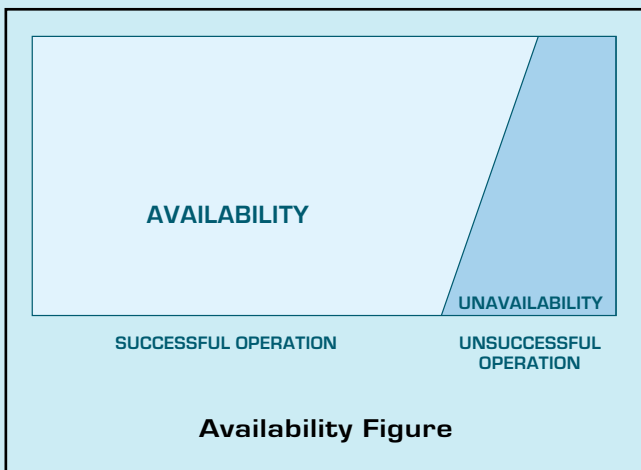 AVAILABILITY
UNAVAILABILITY
SUCCESSFUL OPERATION
UNSUCCESSFUL
OPERATION
Availability Figure